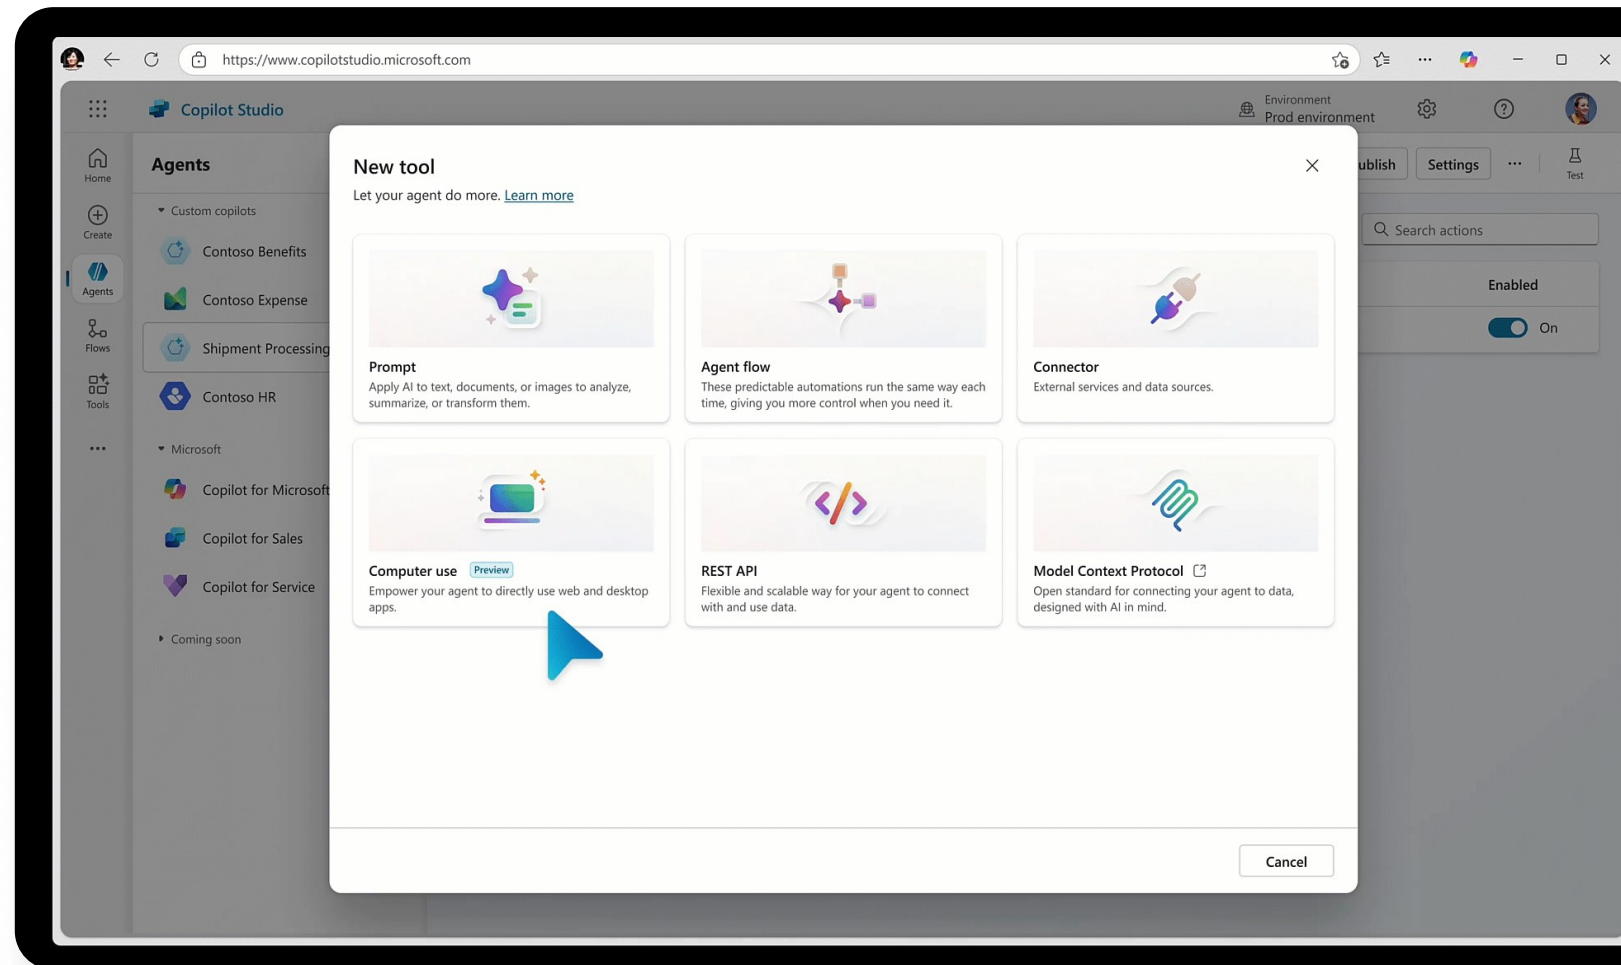 https://www.copilotstudio.microsoft.com
Copilot Studio
Environment
Prod environment
Home
Create
Agents
Flows
Tools
Agents
Custom copilots
Contoso Benefits
Contoso Expense
Shipment Processing
Contoso HR
Microsoft
Copilot for Microsoft
Copilot for Sales
Copilot for Service
Coming soon
New tool
Let your agent do more. Learn more
Prompt
Apply AI to text, documents, or images to analyze,
summarize, or transform them.
Agent flow
These predictable automations run the same way each
time, giving you more control when you need it.
Connector
External services and data sources.
Computer use Preview
Empower your agent to directly use web and desktop
apps.
REST API
Flexible and scalable way for your agent to connect
with and use data.
Model Context Protocol
Open standard for connecting your agent to data,
designed with AI in mind.
Cancel
ublish
Settings
Test
Search actions
Enabled
On